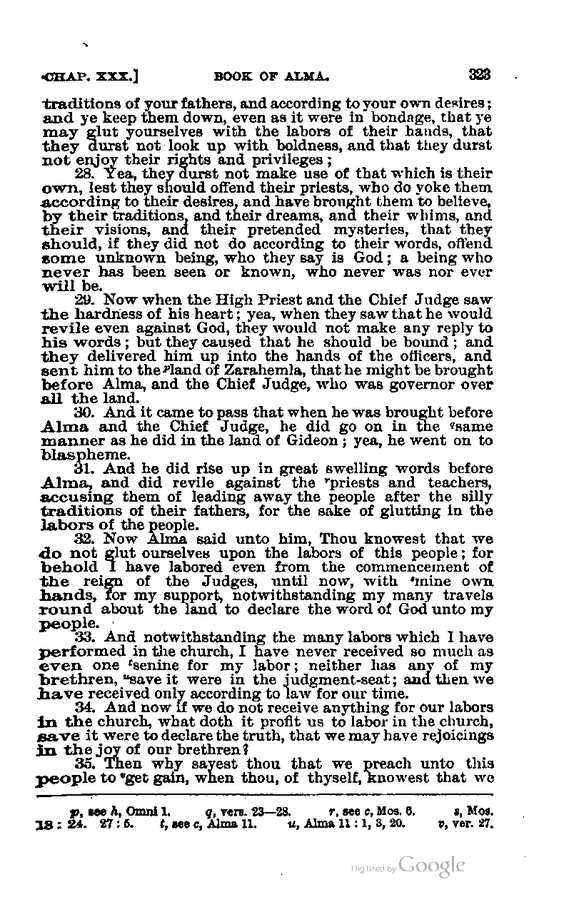 CHAP. XXX.] BOOK OF ALMA. 323
traditions of your fathers, and according to your own desires;
and ye keep them down, even as it were in bondage, that ye
may glut yourselves with the labors of their hands, that
they durst not look up with boldness, and that they durst
not enjoy their rights and privileges;
28. Yea, they durst not make use of that which is their
own, lest they should offend their priests, who do yoke them
according to their desires, and have brought them to believe,
by their traditions, and their dreams, and their whims, and
their visions, and their pretended mysteries, that they
should, if they did not do according to their words, offend
some unknown being, who they say is God; a being who
never has been seen or known, who never was nor ever
will be.
29. Now when the High Priest and the Chief Judge saw
the hardness of his heart; yea, when they saw that he would
revile even against God, they would not make any reply to
his words; but they caused that he should be bound; and
they delivered him up into the hands of the officers, and
sent him to the ᵖland of Zarahemla, that he might be brought
before Alma, and the Chief Judge, who was governor over
all the land.
30. And it came to pass that when he was brought before
Alma and the Chief Judge, he did go on in the qsame
manner as he did in the land of Gideon; yea, he went on to
blaspheme.
31. And he did rise up in great swelling words before
Alma, and did revile against the ʳpriests and teachers,
accusing them of leading away the people after the silly
traditions of their fathers, for the sake of glutting in the
labors of the people.
32. Now Alma said unto him, Thou knowest that we
do not glut ourselves upon the labors of this people; for
behold I have labored even from the commencement of
the reign of the Judges, until now, with ˢmine own
hands, for my support, notwithstanding my many travels
round about the land to declare the word of God unto my
people.
33. And notwithstanding the many labors which I have
performed in the church, I have never received so much as
even one ᵗsenine for my labor; neither has any of my
brethren, ᵘsave it were in the judgment-seat; and then we
have received only according to law for our time.
34. And now if we do not receive anything for our labors
in the church, what doth it profit us to labor in the church,
save it were to declare the truth, that we may have rejoicings
in the joy of our brethren?
35. Then why sayest thou that we preach unto this
people to ᵛget gain, when thou, of thyself, knowest that we
p, see h, Omni 1. q, vers. 23—28. r, see c, Mos. 6. s, Mos.
18: 24. 27: 5. t, see c, Alma 11. u, Alma 11: 1, 3, 20. v, ver. 27.
Digitized by Google